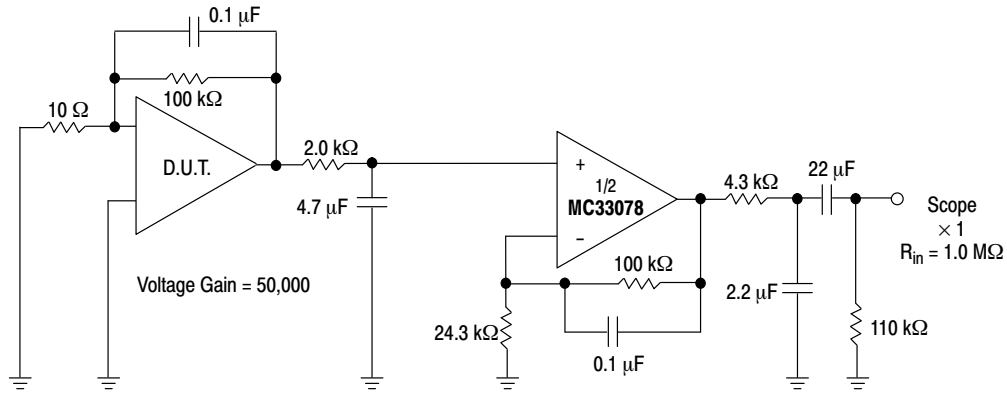 0.1 µF
100 kΩ
10 Ω
D.U.T.
2.0 kΩ
4.7 µF
Voltage Gain = 50,000
+
1/2
MC33078
−
100 kΩ
24.3 kΩ
0.1 µF
4.3 kΩ
22 µF
2.2 µF
110 kΩ
Scope
× 1
Rin = 1.0 MΩ